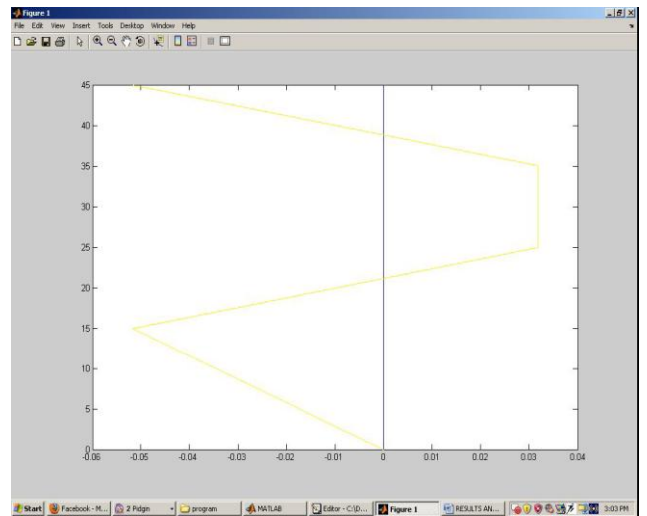 Figure 1
File Edit View Insert Tools Desktop Window Help
45
40
35
30
25
20
15
10
5
0
-0.06 -0.05 -0.04 -0.03 -0.02 -0.01 0 0.01 0.02 0.03 0.04
Start Facebook - M... 2 Pidgin program MATLAB Editor - C:\D... Figure 1 RESULTS AN... 3:03 PM